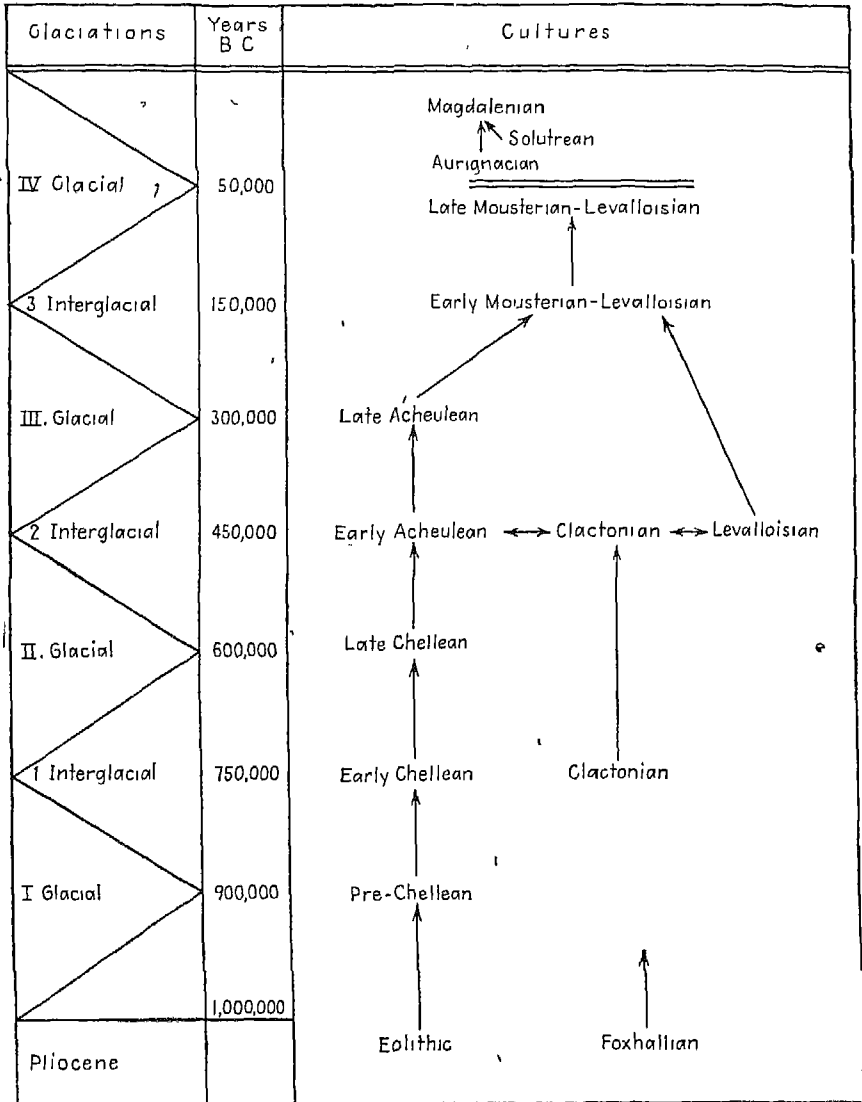 Glaciations
Years
B C
Cultures
Magdalenian
Solutrean
Aurignacian
IV Glacial
50,000
Late Mousterian-Levalloisian
3 Interglacial
150,000
Early Mousterian-Levalloisian
III. Glacial
300,000
Late Acheulean
2 Interglacial
450,000
Early Acheulean
Clactonian
Levalloisian
II. Glacial
600,000
Late Chellean
1 Interglacial
750,000
Early Chellean
Clactonian
I Glacial
900,000
Pre-Chellean
1,000,000
Pliocene
Eolithic
Foxhallian